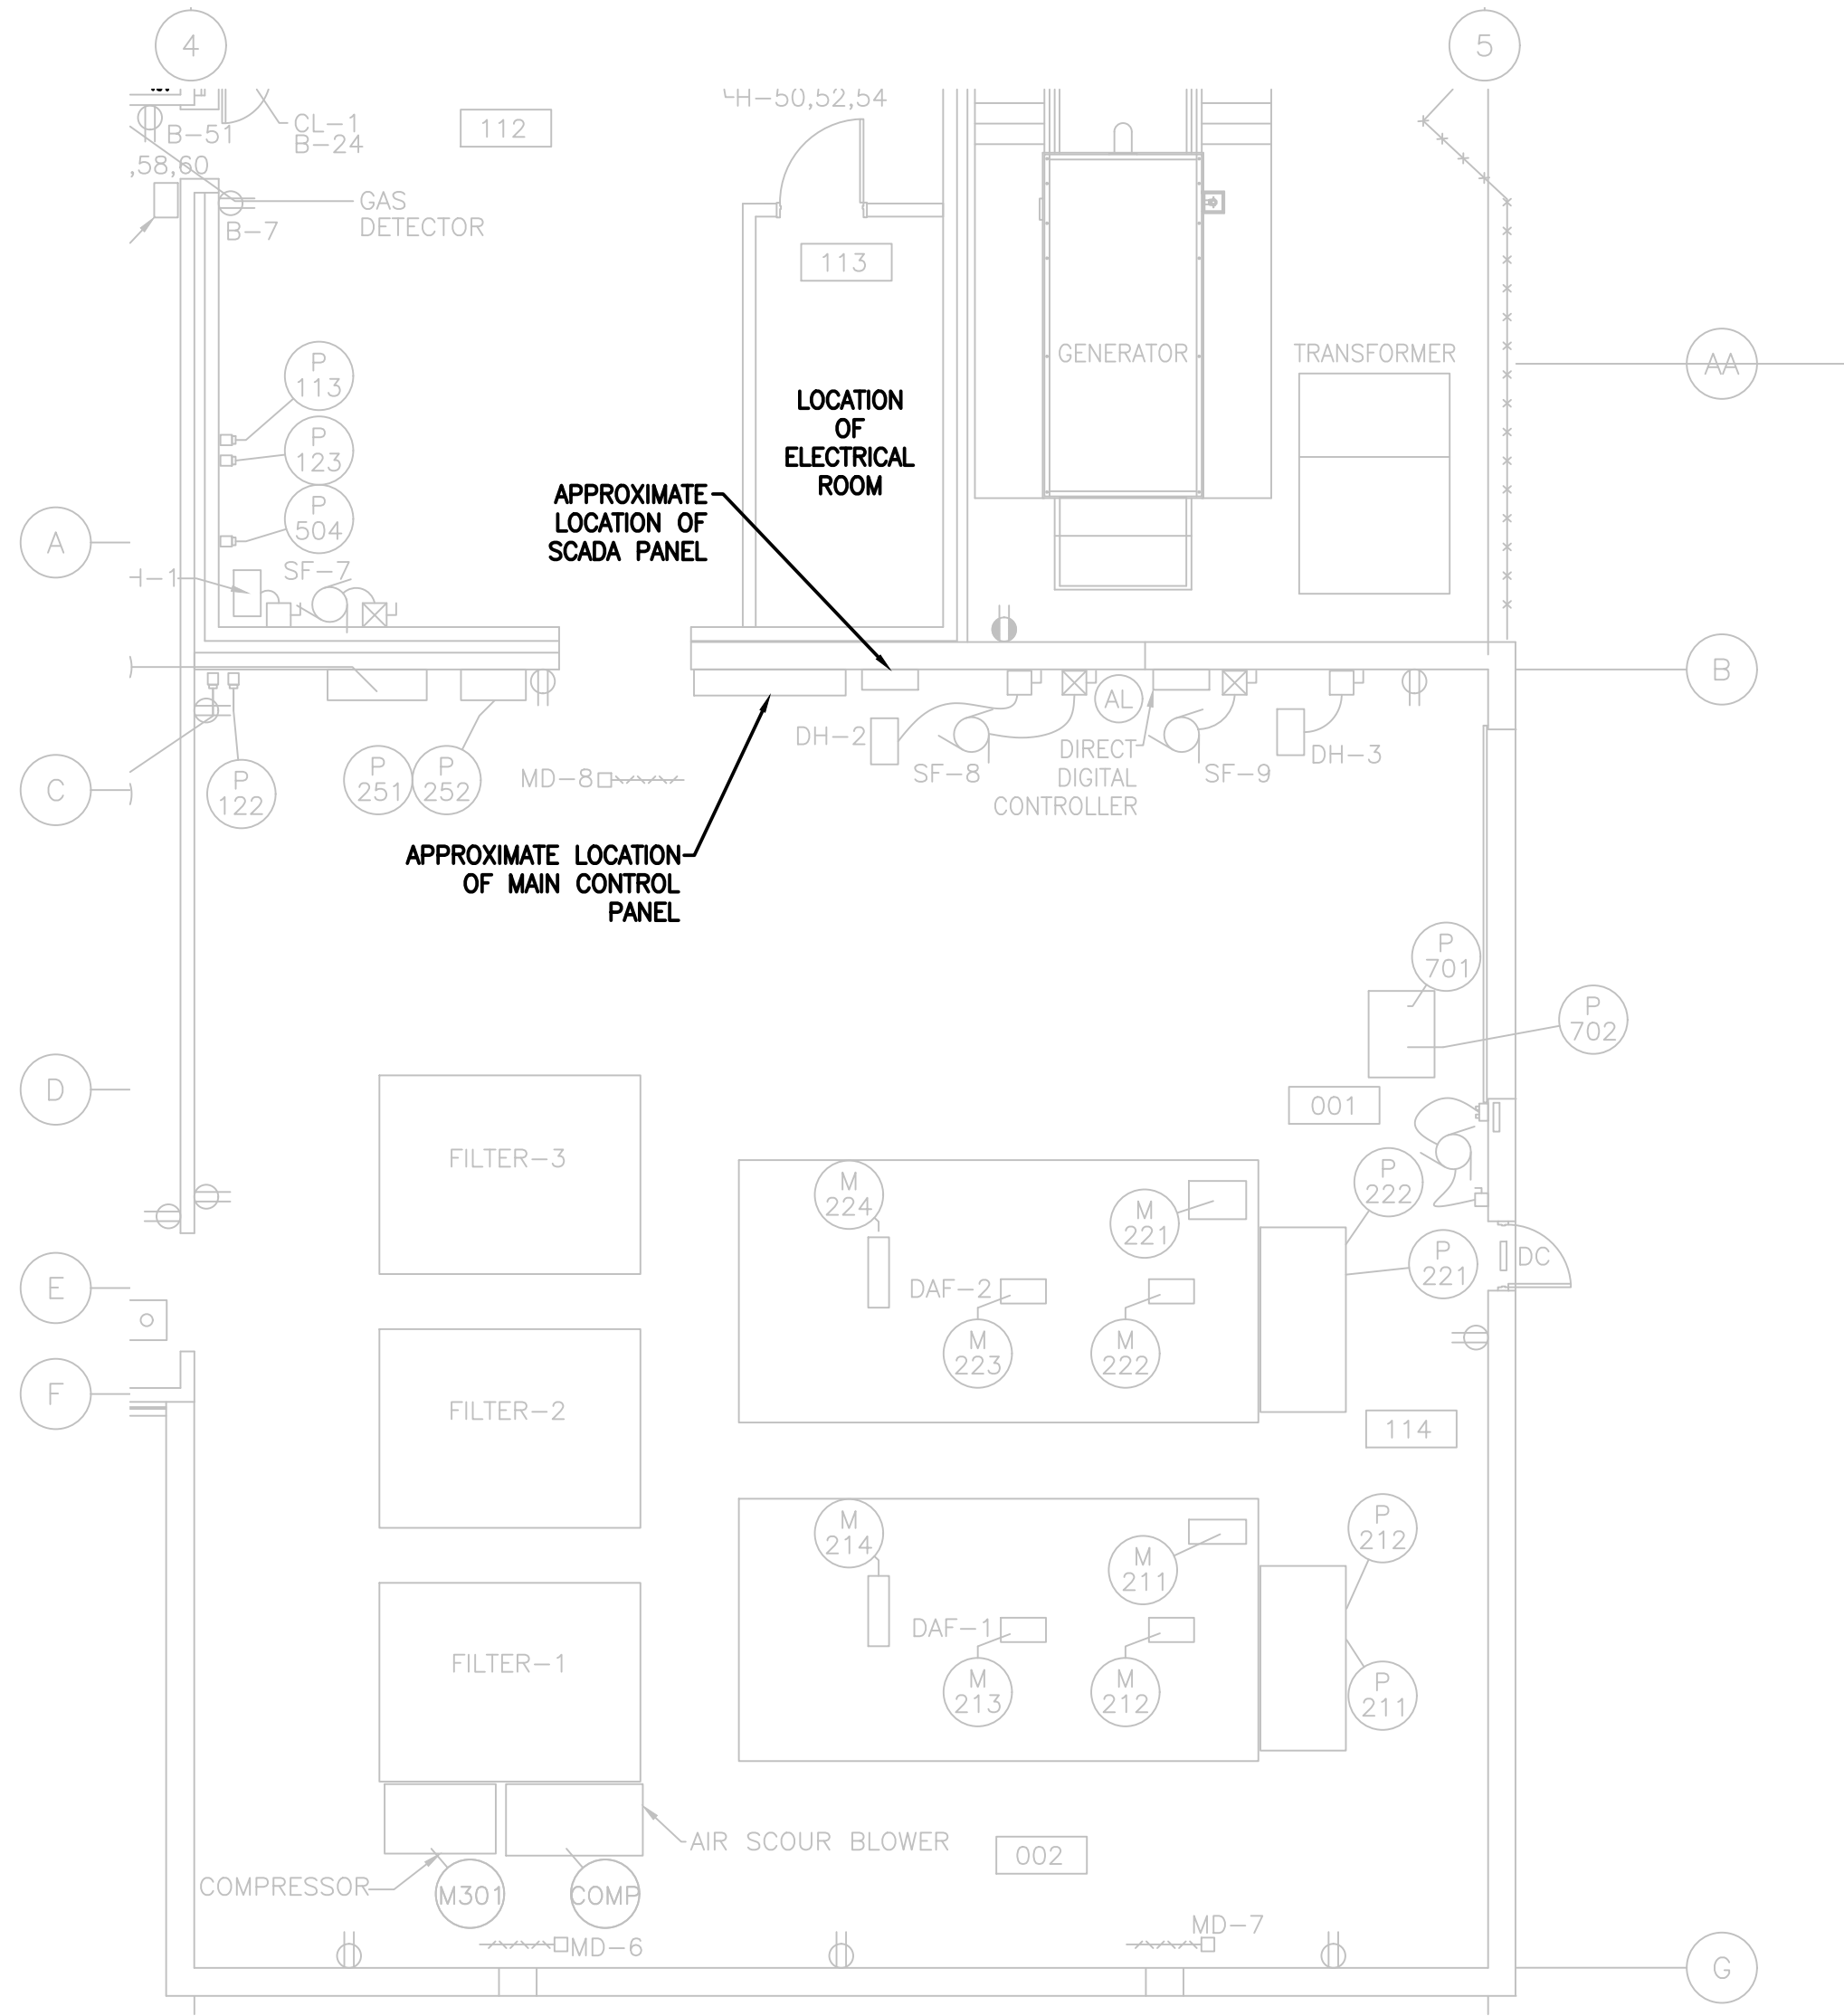 4
5
└H-50,52,54
CL-1
B-24
B-51
112
,58,60
GAS
DETECTOR
B-7
113
P
113
GENERATOR
TRANSFORMER
AA
LOCATION
OF
ELECTRICAL
ROOM
P
123
APPROXIMATE
LOCATION OF
SCADA PANEL
P
504
A
H-1
SF-7
B
AL
DH-2
DIRECT
DIGITAL
CONTROLLER
SF-8
SF-9
DH-3
C
P
122
P
251
P
252
MD-8
APPROXIMATE LOCATION
OF MAIN CONTROL
PANEL
P
701
P
702
D
001
FILTER-3
M
224
M
221
P
222
P
221
DC
E
DAF-2
M
223
M
222
F
FILTER-2
114
M
214
M
211
P
212
DAF-1
FILTER-1
M
213
M
212
P
211
AIR SCOUR BLOWER
002
COMPRESSOR
M301
COMP
MD-6
MD-7
G